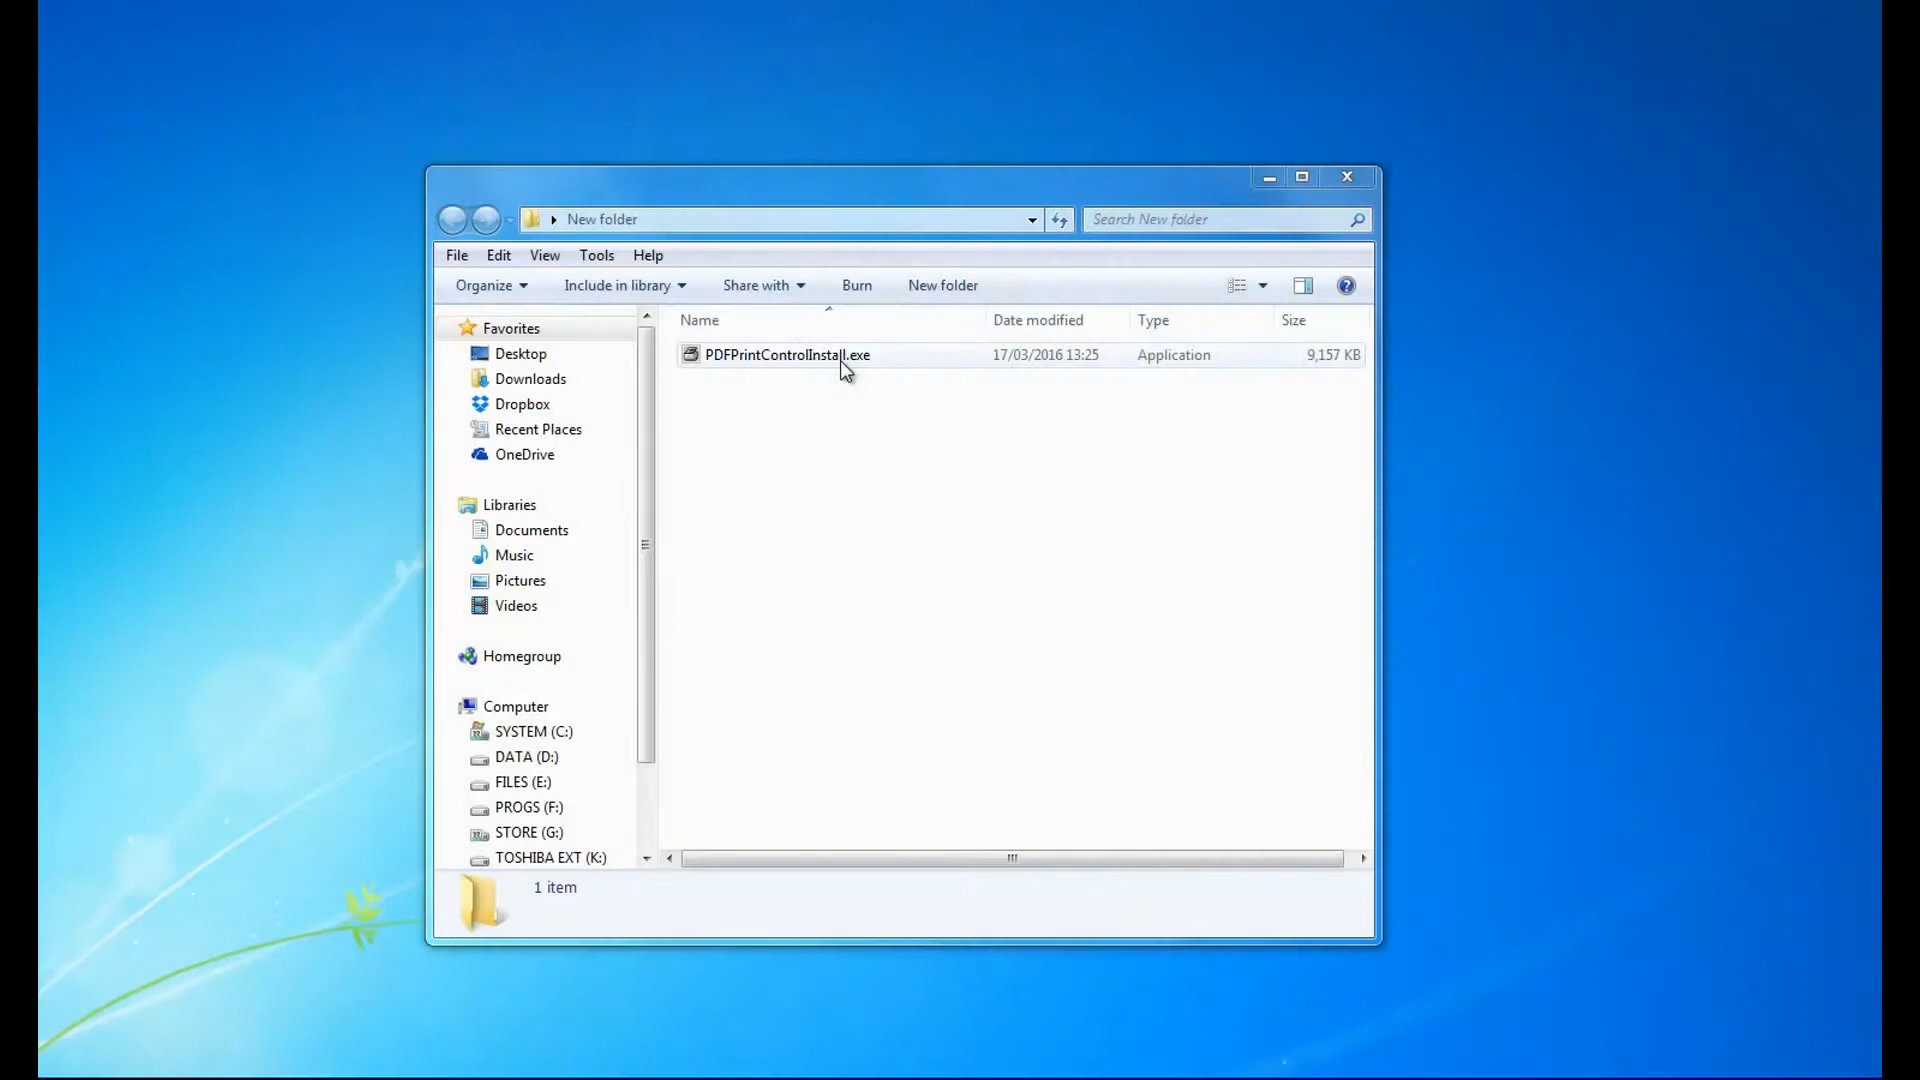 New folder
Search New folder
File Edit View Tools Help
Organize Include in library Share with Burn New folder
Name Date modified Type Size
PDFPrintControlInstall.exe 17/03/2016 13:25 Application 9,157 KB
Favorites
Desktop
Downloads
Dropbox
Recent Places
OneDrive
Libraries
Documents
Music
Pictures
Videos
Homegroup
Computer
SYSTEM (C:)
DATA (D:)
FILES (E:)
PROGS (F:)
STORE (G:)
TOSHIBA EXT (K:)
1 item